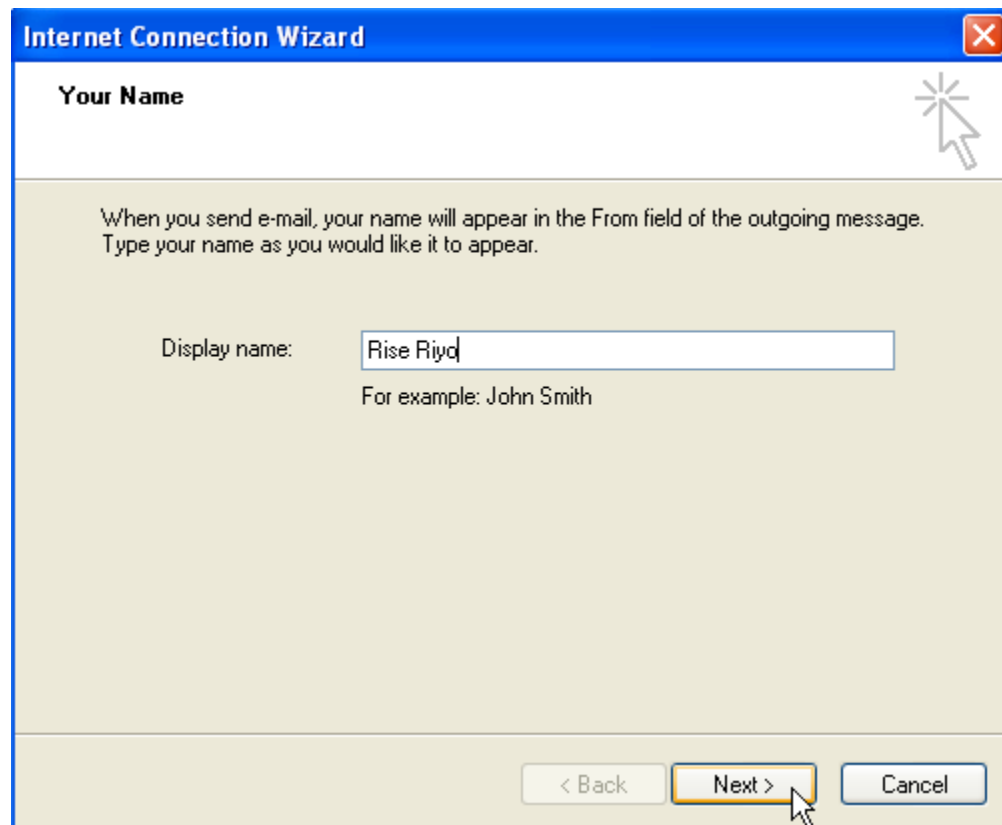 Internet Connection Wizard
Your Name
When you send e-mail, your name will appear in the From field of the outgoing message.
Type your name as you would like it to appear.
Display name: Rise Riyo
For example: John Smith
< Back Next > Cancel